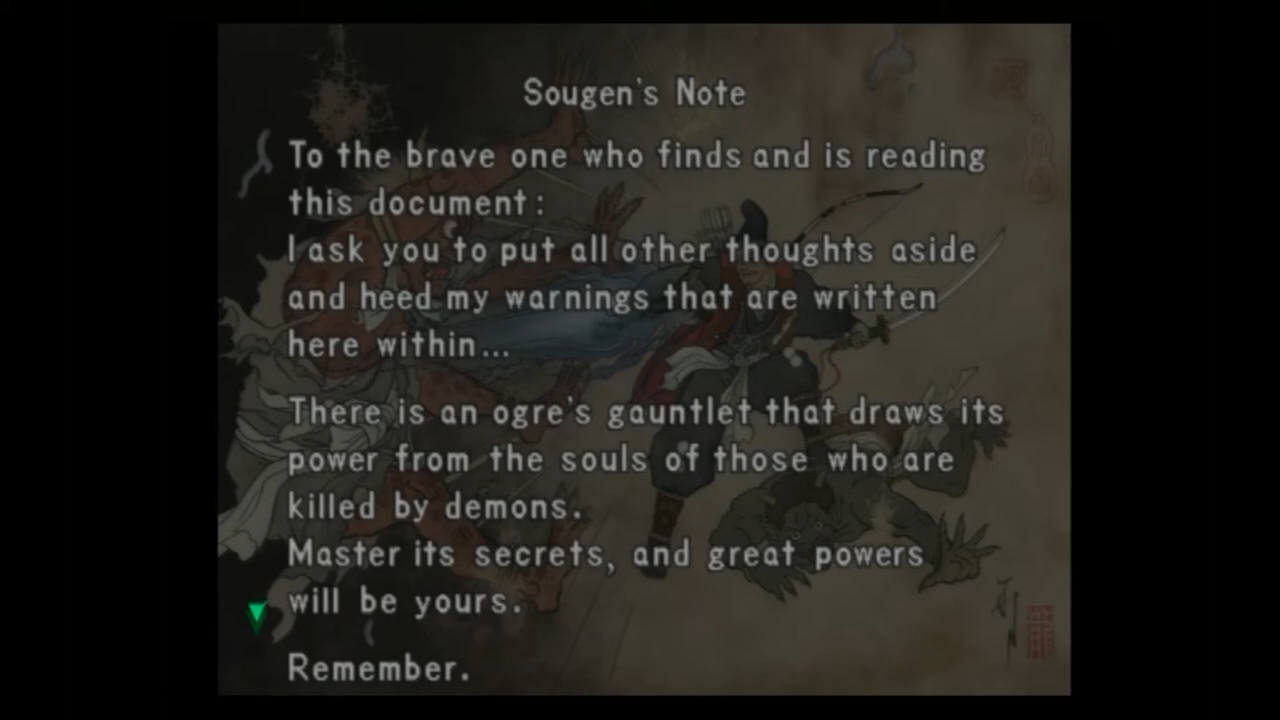 Sougen's Note
To the brave one who finds and is reading
this document:
I ask you to put all other thoughts aside
and heed my warnings that are written
here within...
There is an ogre's gauntlet that draws its
power from the souls of those who are
killed by demons.
Master its secrets, and great powers
will be yours.
Remember.